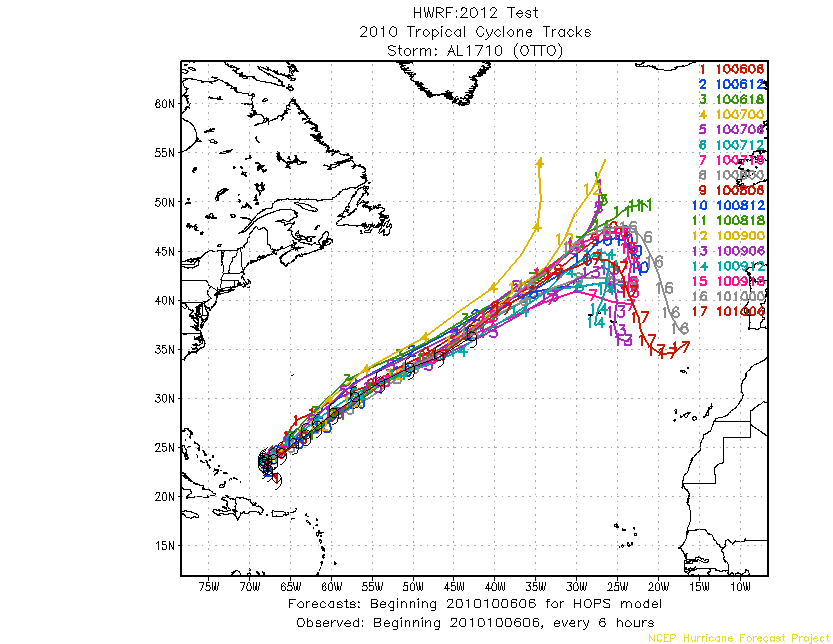 HWRF:2012 Test
2010 Tropical Cyclone Tracks
Storm: AL1710 (OTTO)
1 100606
2 100612
3 100618
4 100700
5 100706
6 100712
7 100718
8 100800
9 100806
10 100812
11 100818
12 100900
13 100906
14 100912
15 100918
16 101000
17 101006
60N
55N
50N
45N
40N
35N
30N
25N
20N
15N
75W 70W 65W 60W 55W 50W 45W 40W 35W 30W 25W 20W 15W 10W
Forecasts: Beginning 2010100606 for HOPS model
Observed: Beginning 2010100606, every 6 hours
NCEP Hurricane Forecast Project